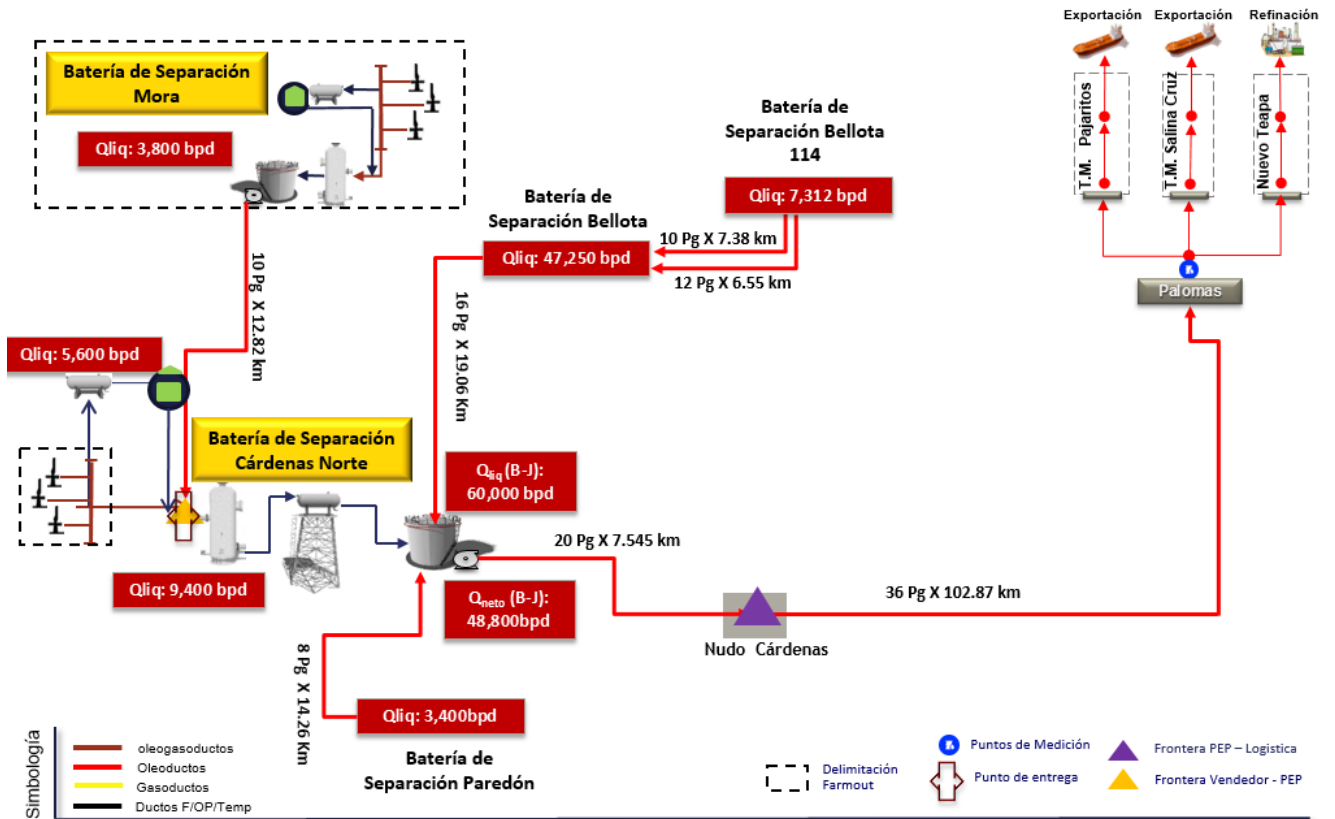 Exportación
Exportación
Refinación
Batería de Separación
Mora
Qliq: 3,800 bpd
Batería de
Separación Bellota
114
Qliq: 7,312 bpd
T.M. Pajaritos
T.M. Salina Cruz
Nuevo Teapa
Batería de
Separación Bellota
Qliq: 47,250 bpd
10 Pg X 7.38 km
12 Pg X 6.55 km
Palomas
10 Pg X 12.82 km
16 Pg X 19.06 Km
Qliq: 5,600 bpd
Batería de Separación
Cárdenas Norte
Qliq (B-J):
60,000 bpd
20 Pg X 7.545 km
Qliq: 9,400 bpd
Qneto (B-J):
48,800bpd
36 Pg X 102.87 km
Nudo Cárdenas
8 Pg X 14.26 Km
Qliq: 3,400bpd
Batería de
Separación Paredón
Simbología
oleogasoductos
Oleoductos
Gasoductos
Ductos F/OP/Temp
Delimitación
Farmout
Puntos de Medición
Punto de entrega
Frontera PEP – Logistica
Frontera Vendedor - PEP